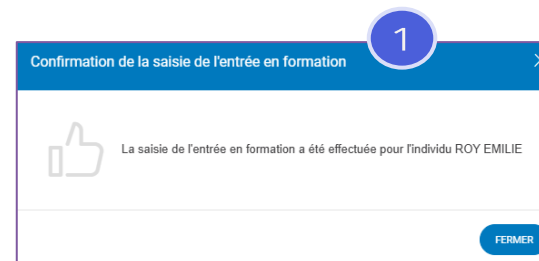 1
Confirmation de la saisie de l'entrée en formation
La saisie de l'entrée en formation a été effectuée pour l'individu ROY EMILIE
FERMER